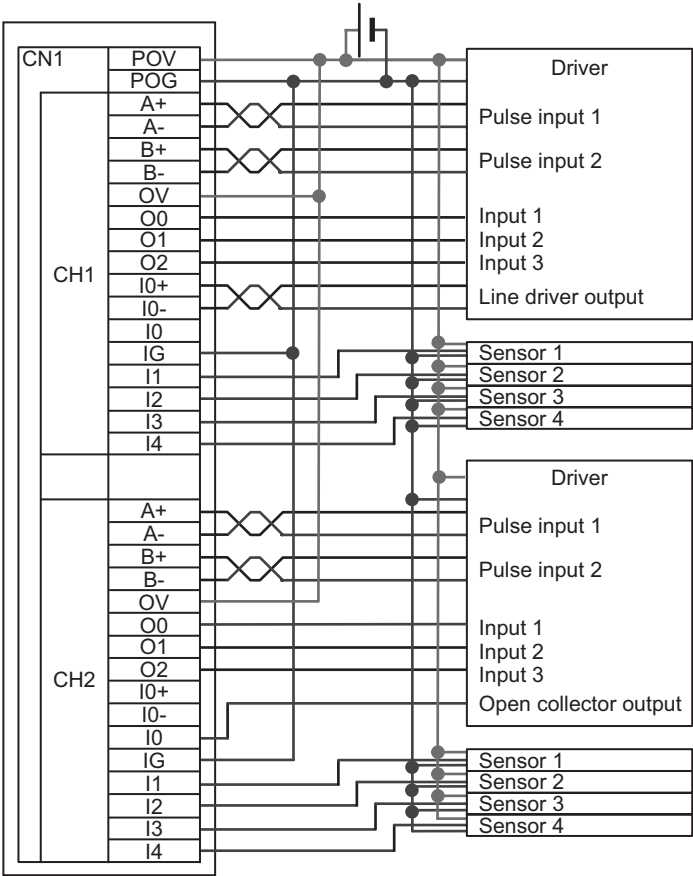 CN1
POV
POG
CH1
A+
A-
B+
B-
OV
O0
O1
O2
I0+
I0-
I0
IG
I1
I2
I3
I4
CH2
A+
A-
B+
B-
OV
O0
O1
O2
I0+
I0-
I0
IG
I1
I2
I3
I4
Driver
Pulse input 1
Pulse input 2
Input 1
Input 2
Input 3
Line driver output
Sensor 1
Sensor 2
Sensor 3
Sensor 4
Driver
Pulse input 1
Pulse input 2
Input 1
Input 2
Input 3
Open collector output
Sensor 1
Sensor 2
Sensor 3
Sensor 4